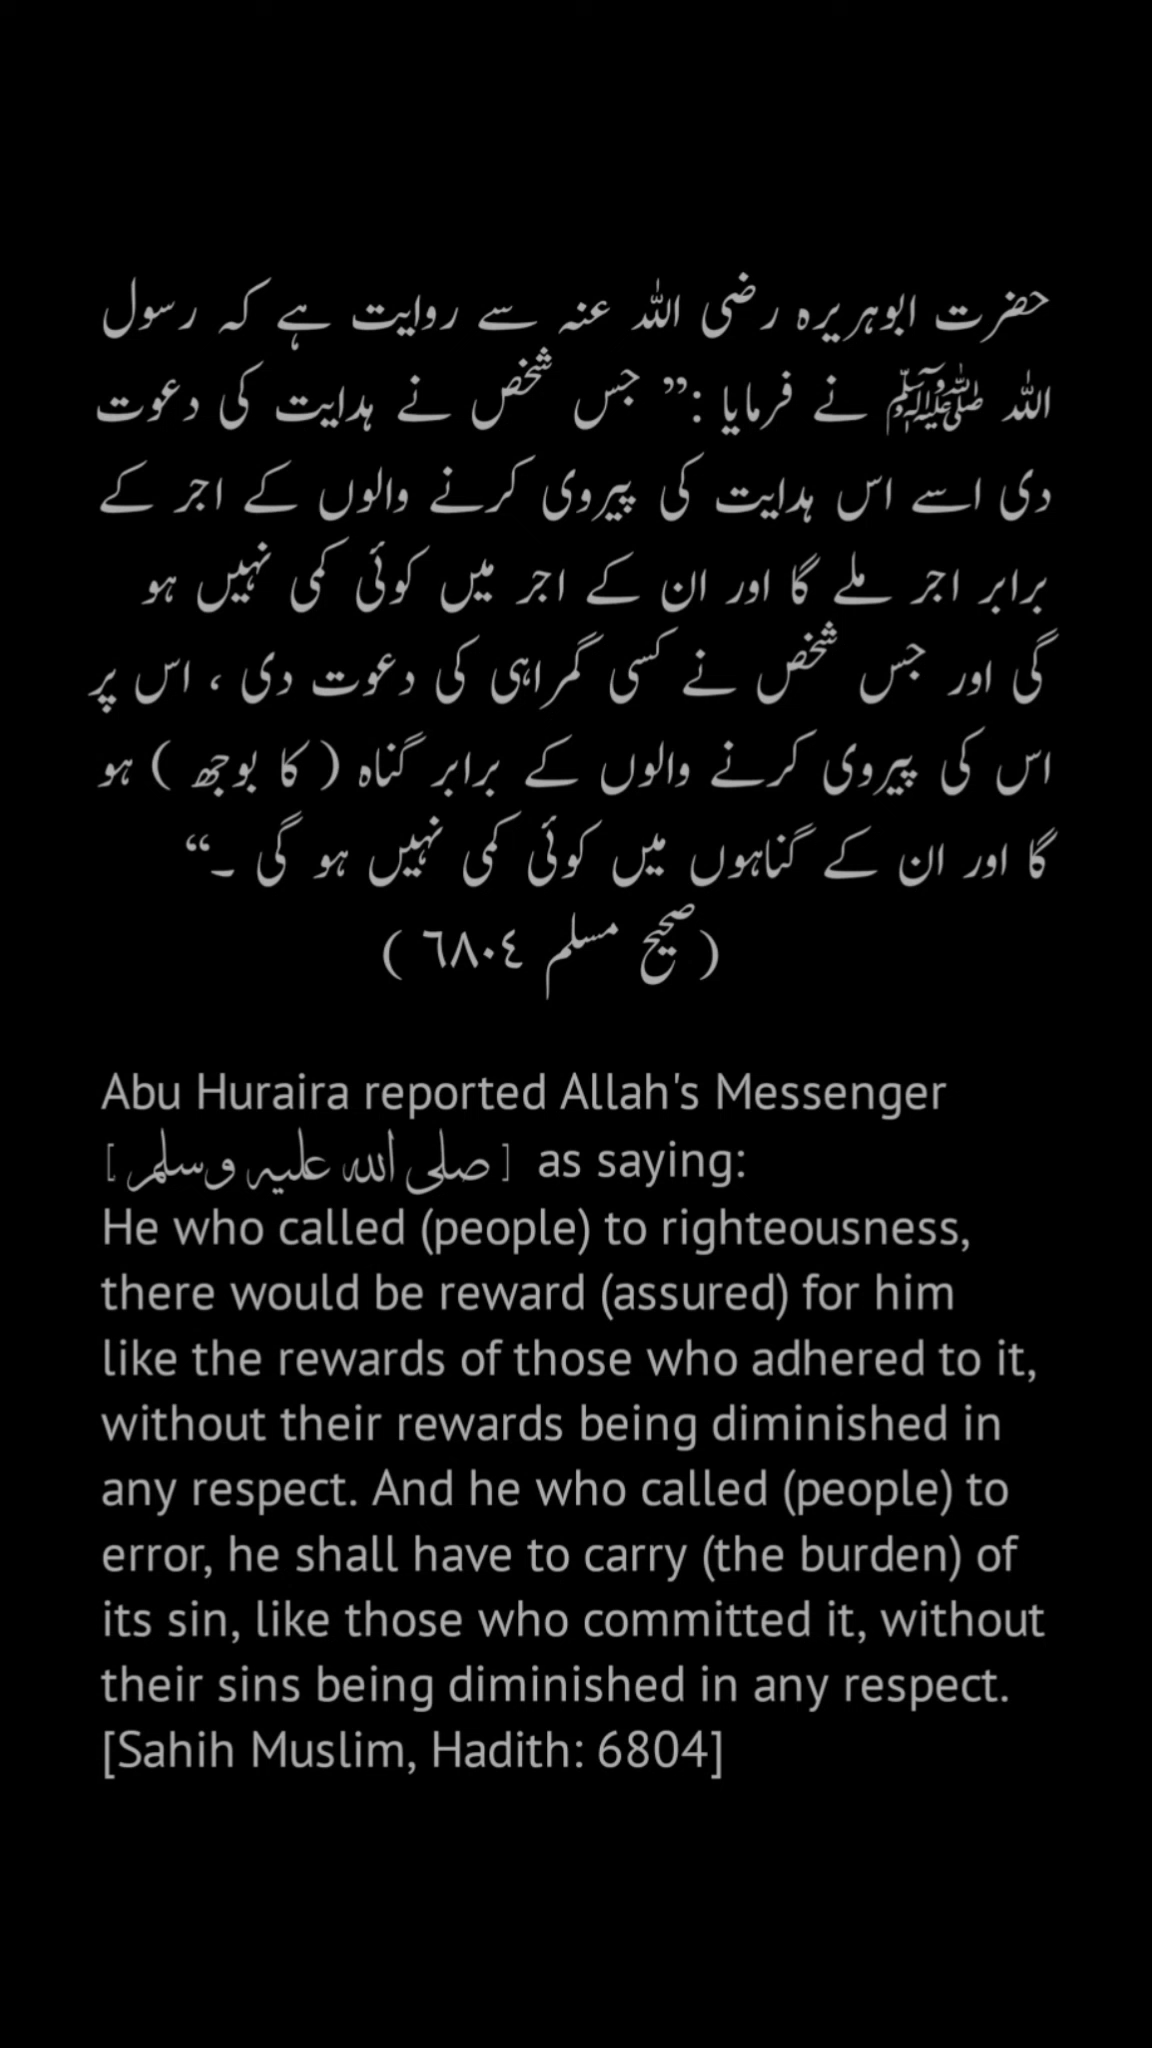 حضرت ابوہریرہ رضی اللہ عنہ سے روایت ہے کہ رسول
اللہ ﷺ نے فرمایا :” جس شخص نے ہدایت کی دعوت
دی اسے اس ہدایت کی پیروی کرنے والوں کے اجر کے
برابر اجر ملے گا اور ان کے اجر میں کوئی کمی نہیں ہو
گی اور جس شخص نے کسی گمراہی کی دعوت دی ، اس پر
اس کی پیروی کرنے والوں کے برابر گناہ ( کا بوجھ ) ہو
گا اور ان کے گناہوں میں کوئی کمی نہیں ہو گی ۔“
(صحیح مسلم ٦٨٠٤ )
Abu Huraira reported Allah's Messenger
[صلی اللہ علیہ وسلم] as saying:
He who called (people) to righteousness,
there would be reward (assured) for him
like the rewards of those who adhered to it,
without their rewards being diminished in
any respect. And he who called (people) to
error, he shall have to carry (the burden) of
its sin, like those who committed it, without
their sins being diminished in any respect.
[Sahih Muslim, Hadith: 6804]